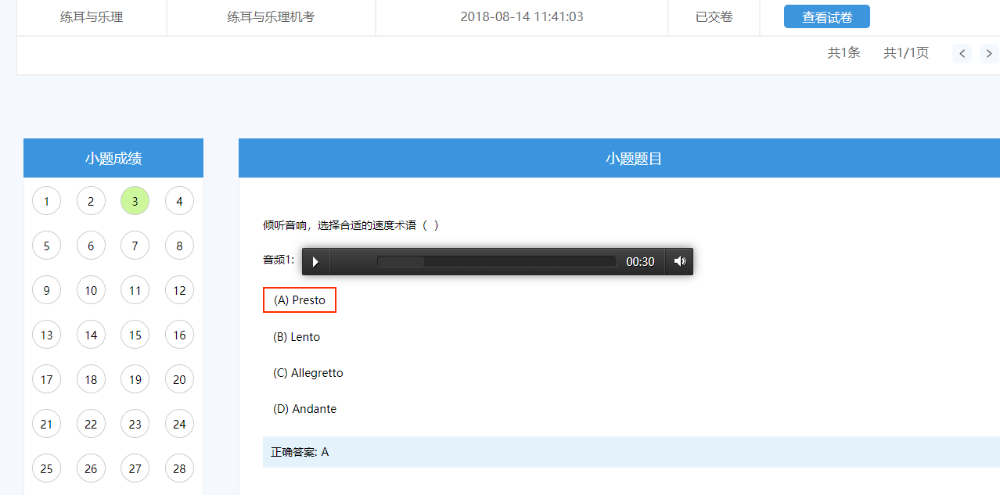 练耳与乐理 练耳与乐理机考 2018-08-14 11:41:03 已交卷 查看试卷
共1条 共1/1页 < >
小题成绩
1 2 3 4
5 6 7 8
9 10 11 12
13 14 15 16
17 18 19 20
21 22 23 24
25 26 27 28
小题题目
倾听音响，选择合适的速度术语（ ）
音频1: 00:30
(A) Presto
(B) Lento
(C) Allegretto
(D) Andante
正确答案: A